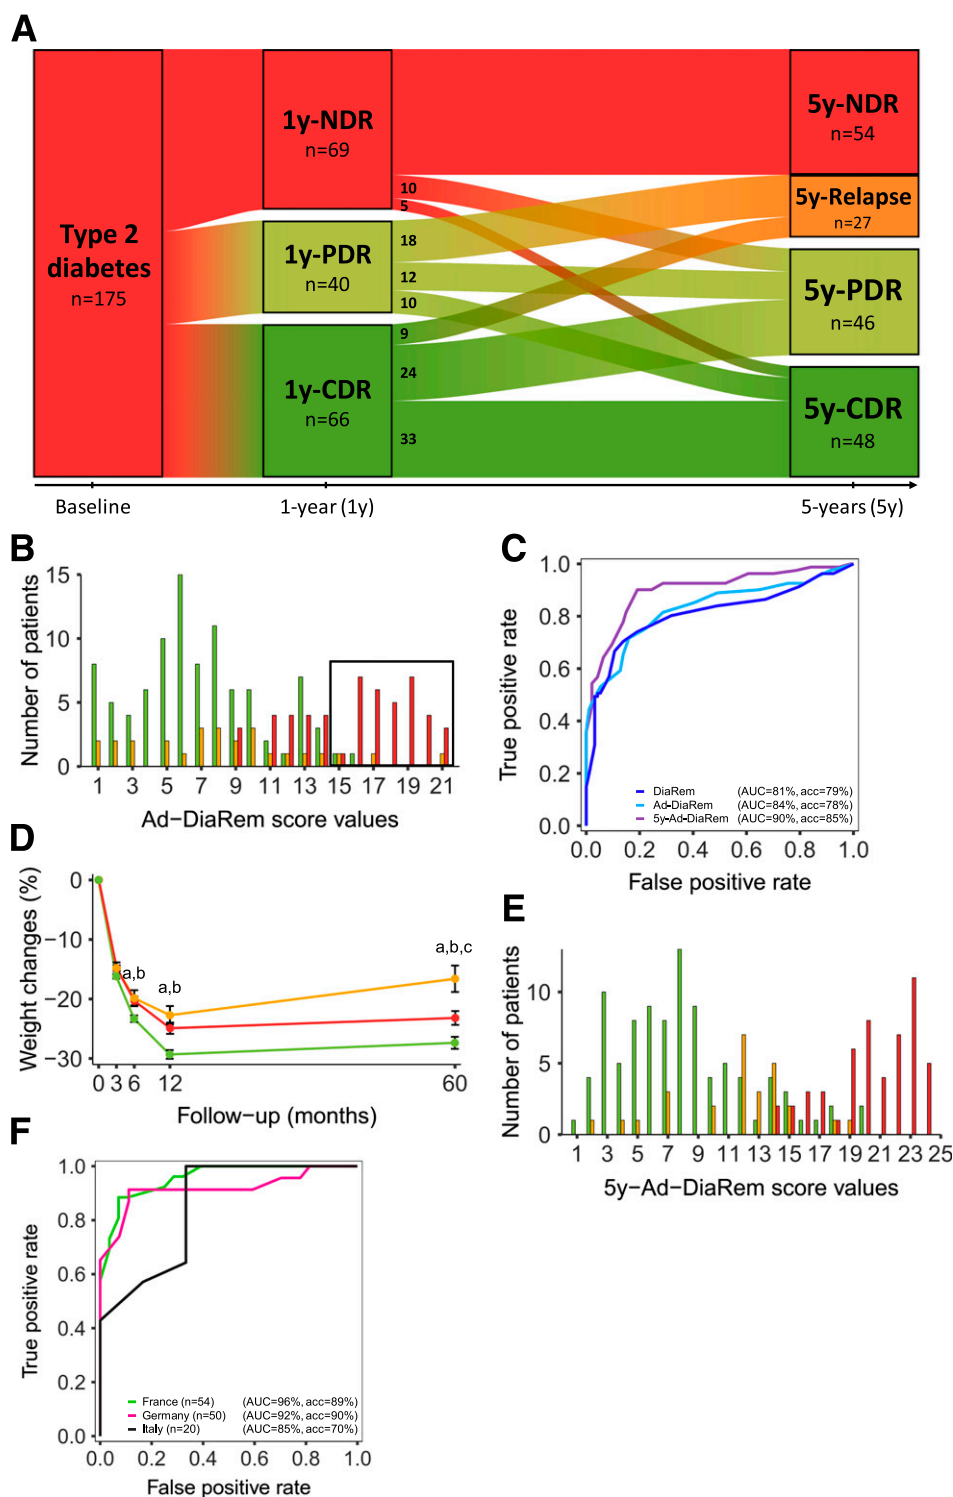 A
Type 2
diabetes
n=175
1y-NDR
n=69
1y-PDR
n=40
1y-CDR
n=66
10
5
18
12
10
9
24
33
5y-NDR
n=54
5y-Relapse
n=27
5y-PDR
n=46
5y-CDR
n=48
Baseline
1-year (1y)
5-years (5y)
B
Number of patients
15
10
5
0
1 3 5 7 9 11 13 15 17 19 21
Ad-DiaRem score values
C
True positive rate
1.0
0.8
0.6
0.4
0.2
0.0
DiaRem (AUC=81%, acc=79%)
Ad-DiaRem (AUC=84%, acc=78%)
5y-Ad-DiaRem (AUC=90%, acc=85%)
0.0 0.2 0.4 0.6 0.8 1.0
False positive rate
D
Weight changes (%)
0
−10
−20
−30
a,b
a,b
a,b,c
0 3 6 12 60
Follow-up (months)
E
Number of patients
10
5
0
1 3 5 7 9 11 13 15 17 19 21 23 25
5y-Ad-DiaRem score values
F
True positive rate
1.0
0.8
0.6
0.4
0.2
0.0
France (n=54) (AUC=96%, acc=89%)
Germany (n=50) (AUC=92%, acc=90%)
Italy (n=20) (AUC=85%, acc=70%)
0.0 0.2 0.4 0.6 0.8 1.0
False positive rate